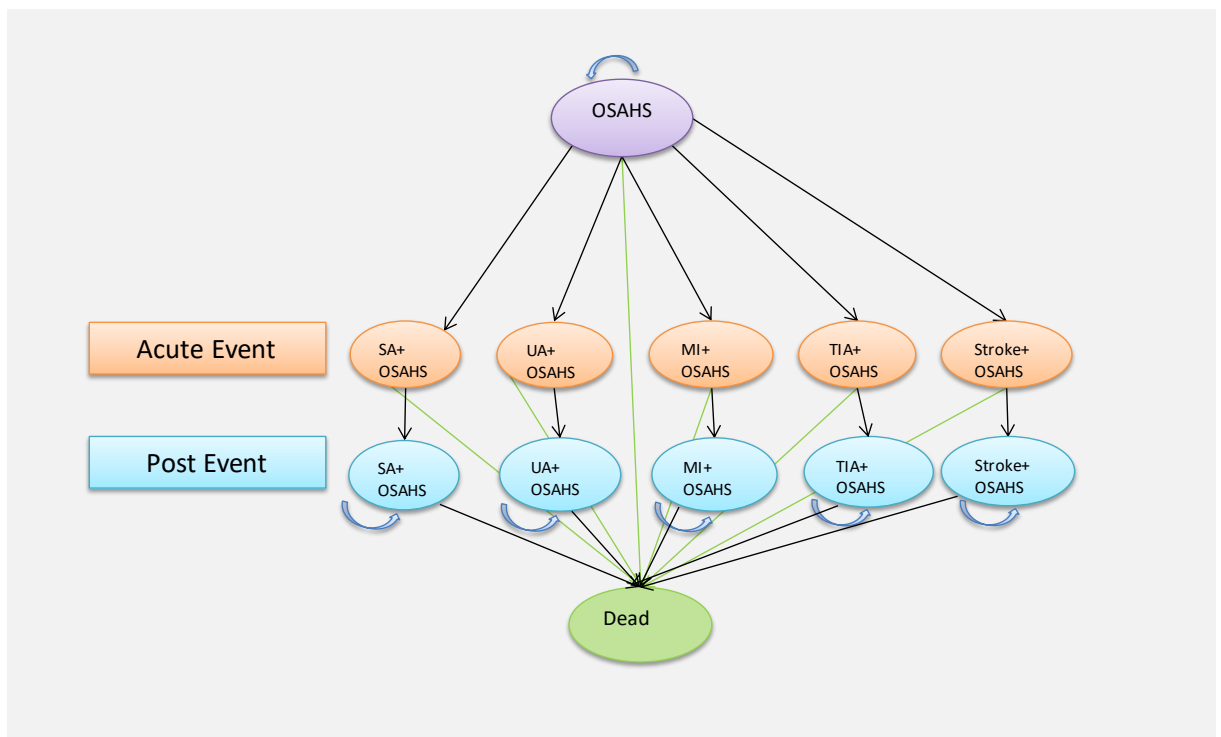 OSAHS
Acute Event
SA+
OSAHS
UA+
OSAHS
MI+
OSAHS
TIA+
OSAHS
Stroke+
OSAHS
Post Event
SA+
OSAHS
UA+
OSAHS
MI+
OSAHS
TIA+
OSAHS
Stroke+
OSAHS
Dead